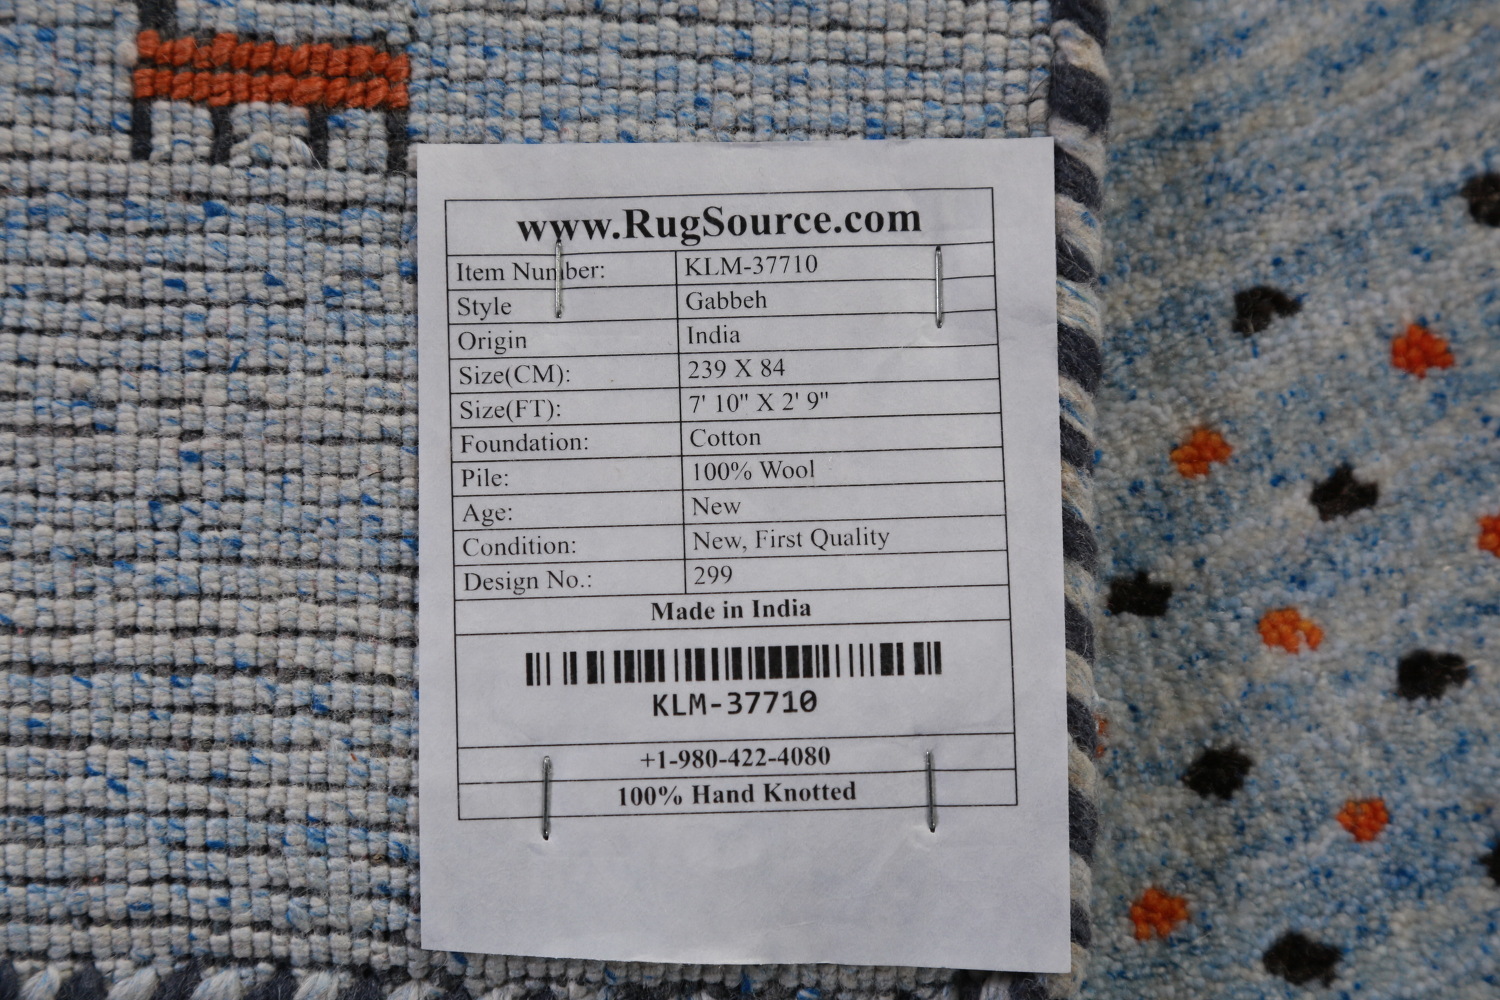 www.RugSource.com
Item Number: KLM-37710
Style Gabbeh
Origin India
Size(CM): 239 X 84
Size(FT): 7' 10" X 2' 9"
Foundation: Cotton
Pile: 100% Wool
Age: New
Condition: New, First Quality
Design No.: 299
Made in India
KLM-37710
+1-980-422-4080
100% Hand Knotted